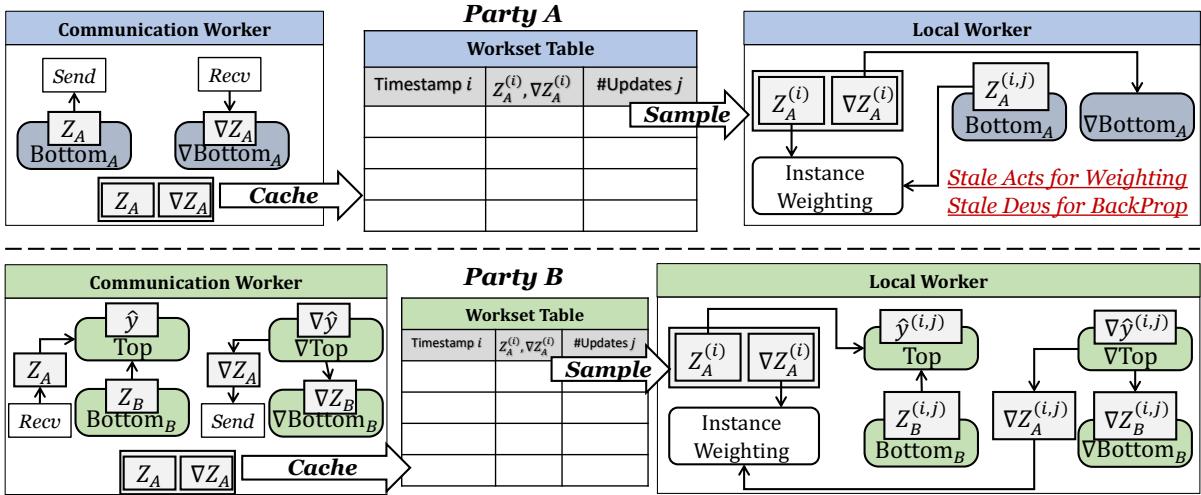 Party A
Communication Worker
Send
Recv
Z_A
∇Z_A
Bottom_A
∇Bottom_A
Z_A
∇Z_A
Cache
Workset Table
Timestamp i
Z_A^{(i)}, ∇Z_A^{(i)}
#Updates j
Sample
Local Worker
Z_A^{(i)}
∇Z_A^{(i)}
Z_A^{(i,j)}
Bottom_A
∇Bottom_A
Instance
Weighting
Stale Acts for Weighting
Stale Devs for BackProp
Party B
Communication Worker
ŷ
∇ŷ
Top
∇Top
Z_A
∇Z_A
Z_B
∇Z_B
Recv
Bottom_B
Send
∇Bottom_B
Z_A
∇Z_A
Cache
Workset Table
Timestamp i
Z_A^{(i)}, ∇Z_A^{(i)}
#Updates j
Sample
Local Worker
Z_A^{(i)}
∇Z_A^{(i)}
ŷ^{(i,j)}
∇ŷ^{(i,j)}
Top
∇Top
Z_B^{(i,j)}
∇Z_A^{(i,j)}
∇Z_B^{(i,j)}
Bottom_B
∇Bottom_B
Instance
Weighting